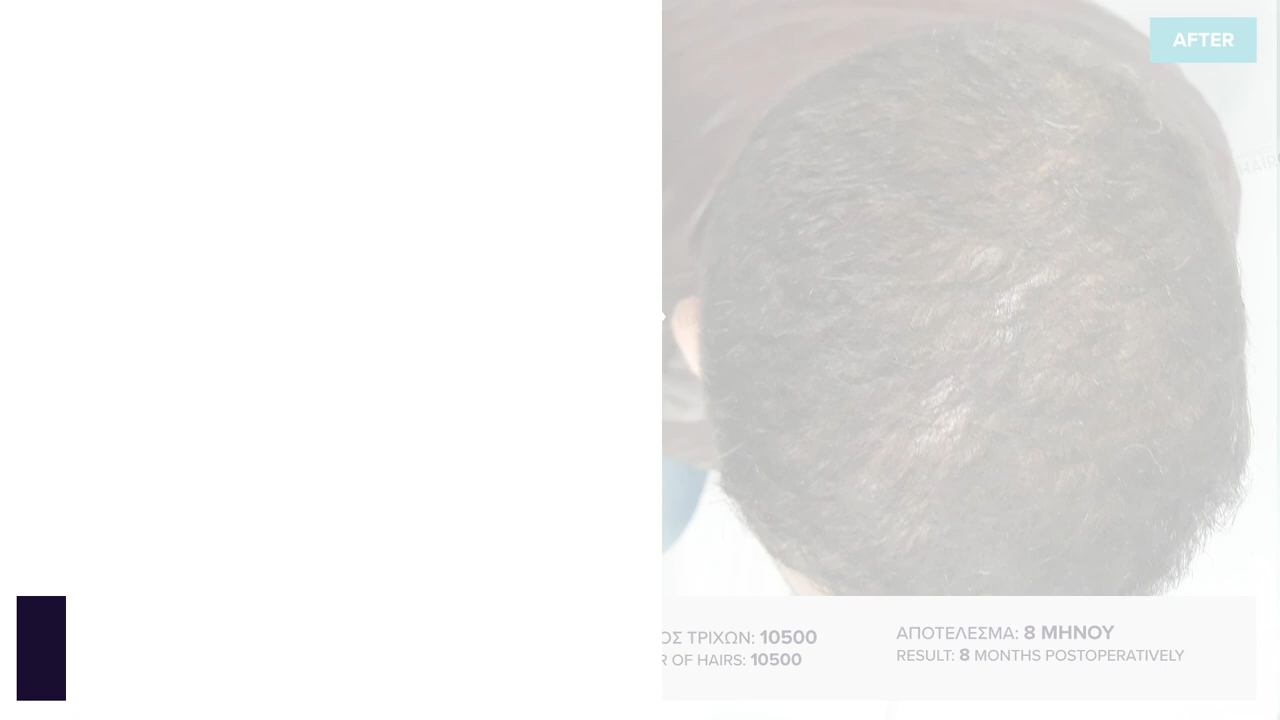 AFTER
ΟΣ ΤΡΙΧΩΝ: 10500
R OF HAIRS: 10500
ΑΠΟΤΕΛΕΣΜΑ: 8 ΜΗΝΟΥ
RESULT: 8 MONTHS POSTOPERATIVELY